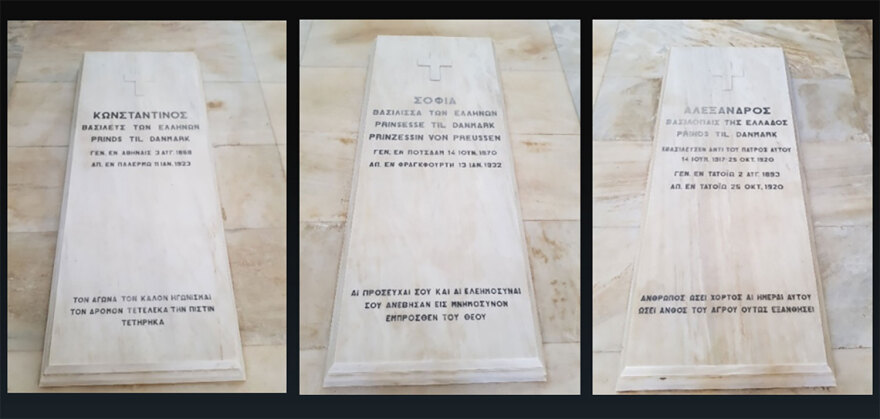 ΚΩΝΣΤΑΝΤΙΝΟΣ
ΒΑΣΙΛΕΥΣ ΤΩΝ ΕΛΛΗΝΩΝ
PRINDS TIL DANMARK
ΓΕΝ. ΕΝ ΑΘΗΝΑΙΣ 3 ΑΥΓ. 1868
ΑΠ. ΕΝ ΠΑΛΕΡΜΩ 11 ΙΑΝ. 1923
ΤΟΝ ΑΓΩΝΑ ΤΟΝ ΚΑΛΟΝ ΗΓΩΝΙΣΜΑΙ
ΤΟΝ ΔΡΟΜΟΝ ΤΕΤΕΛΕΚΑ ΤΗΝ ΠΙΣΤΙΝ
ΤΕΤΗΡΗΚΑ
ΣΟΦΙΑ
ΒΑΣΙΛΙΣΣΑ ΤΩΝ ΕΛΛΗΝΩΝ
PRINSESSE TIL DANMARK
PRINZESSIN VON PREUSSEN
ΓΕΝ. ΕΝ ΠΟΤΣΔΑΜ 14 ΙΟΥΝ. 1870
ΑΠ. ΕΝ ΦΡΑΓΚΦΟΥΡΤΗ 13 ΙΑΝ. 1932
ΑΙ ΠΡΟΣΕΥΧΑΙ ΣΟΥ ΚΑΙ ΑΙ ΕΛΕΗΜΟΣΥΝΑΙ
ΣΟΥ ΑΝΕΒΗΣΑΝ ΕΙΣ ΜΝΗΜΟΣΥΝΟΝ
ΕΜΠΡΟΣΘΕΝ ΤΟΥ ΘΕΟΥ
ΑΛΕΞΑΝΔΡΟΣ
ΒΑΣΙΛΟΠΑΙΣ ΤΗΣ ΕΛΛΑΔΟΣ
PRINDS TIL DANMARK
ΕΒΑΣΙΛΕΥΣΕΝ ΑΝΤΙ ΤΟΥ ΠΑΤΡΟΣ ΑΥΤΟΥ
14 ΙΟΥΝ. 1917-25 ΟΚΤ. 1920
ΓΕΝ. ΕΝ ΤΑΤΟΪΩ 2 ΑΥΓ. 1893
ΑΠ. ΕΝ ΤΑΤΟΪΩ 25 ΟΚΤ. 1920
ΑΝΘΡΩΠΟΣ ΩΣΕΙ ΧΟΡΤΟΣ ΑΙ ΗΜΕΡΑΙ ΑΥΤΟΥ
ΩΣΕΙ ΑΝΘΟΣ ΤΟΥ ΑΓΡΟΥ ΟΥΤΩΣ ΕΞΑΝΘΗΣΕΙ